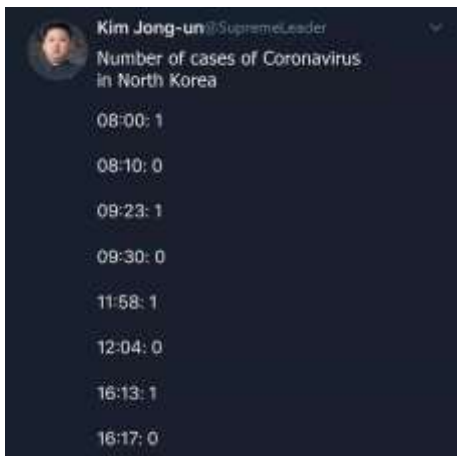 Kim Jong-un@SupremeLeader
Number of cases of Coronavirus
in North Korea
08:00: 1
08:10: 0
09:23: 1
09:30: 0
11:58: 1
12:04: 0
16:13: 1
16:17: 0